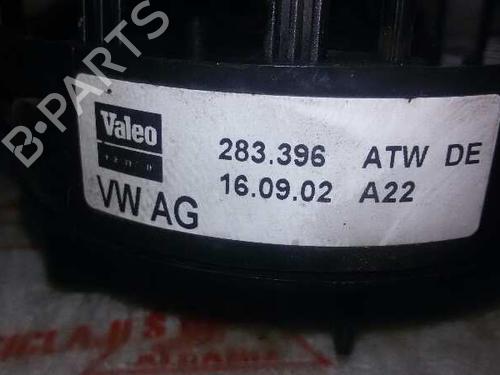 B-PARTS
Valeo
283.396 ATW DE
16.09.02 A22
VW AG